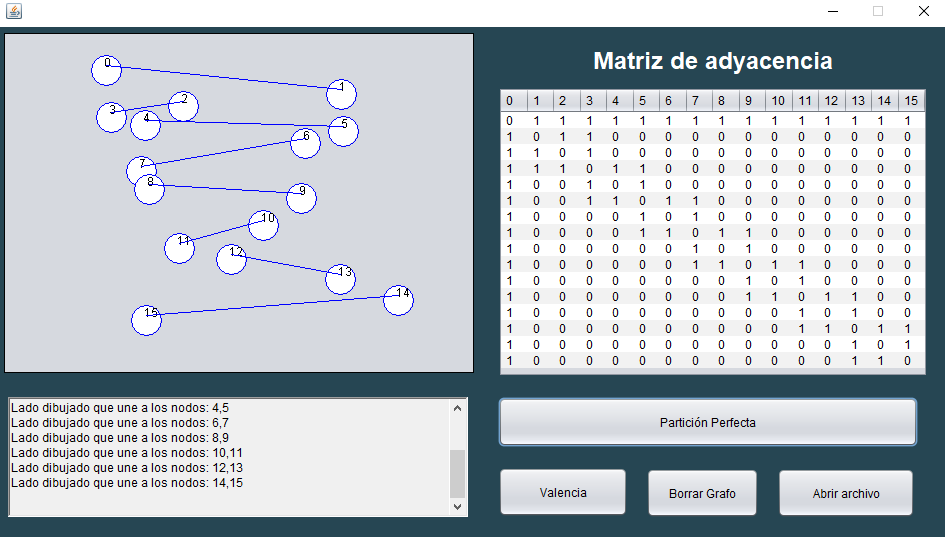 Matriz de adyacencia
0 1 2 3 4 5 6 7 8 9 10 11 12 13 14 15
0 1 1 1 1 1 1 1 1 1 1 1 1 1 1 1
1 0 1 1 0 0 0 0 0 0 0 0 0 0 0 0
1 1 0 1 0 0 0 0 0 0 0 0 0 0 0 0
1 1 1 0 1 1 0 0 0 0 0 0 0 0 0 0
1 0 0 1 0 1 0 0 0 0 0 0 0 0 0 0
1 0 0 1 1 0 1 1 0 0 0 0 0 0 0 0
1 0 0 0 0 1 0 1 0 0 0 0 0 0 0 0
1 0 0 0 0 1 1 0 1 1 0 0 0 0 0 0
1 0 0 0 0 0 0 1 0 1 0 0 0 0 0 0
1 0 0 0 0 0 0 1 1 0 1 1 0 0 0 0
1 0 0 0 0 0 0 0 0 1 0 1 0 0 0 0
1 0 0 0 0 0 0 0 0 1 1 0 1 1 0 0
1 0 0 0 0 0 0 0 0 0 0 1 0 1 0 0
1 0 0 0 0 0 0 0 0 0 0 1 1 0 1 1
1 0 0 0 0 0 0 0 0 0 0 0 0 1 0 1
1 0 0 0 0 0 0 0 0 0 0 0 0 1 1 0
0
1
2
3
4
5
6
7
8
9
10
11
12
13
14
15
Lado dibujado que une a los nodos: 4,5
Lado dibujado que une a los nodos: 6,7
Lado dibujado que une a los nodos: 8,9
Lado dibujado que une a los nodos: 10,11
Lado dibujado que une a los nodos: 12,13
Lado dibujado que une a los nodos: 14,15
Partición Perfecta
Valencia
Borrar Grafo
Abrir archivo